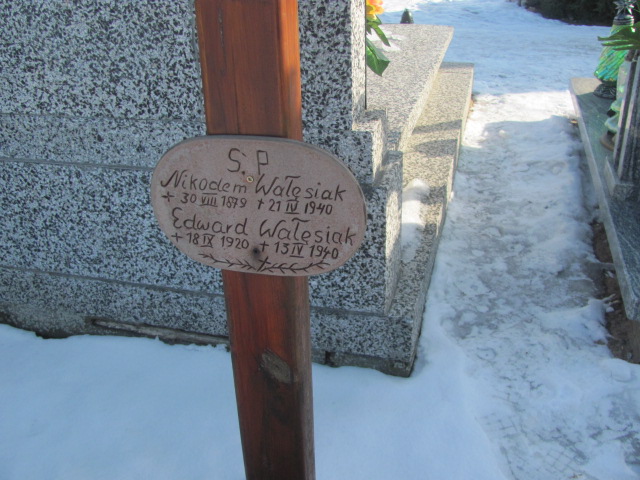 Ś. P
Nikodem Wałęsiak
+ 30 VIII 1879 + 21 IV 1940
Edward Wałęsiak
+ 18 IX 1920 + 13 IV 1940